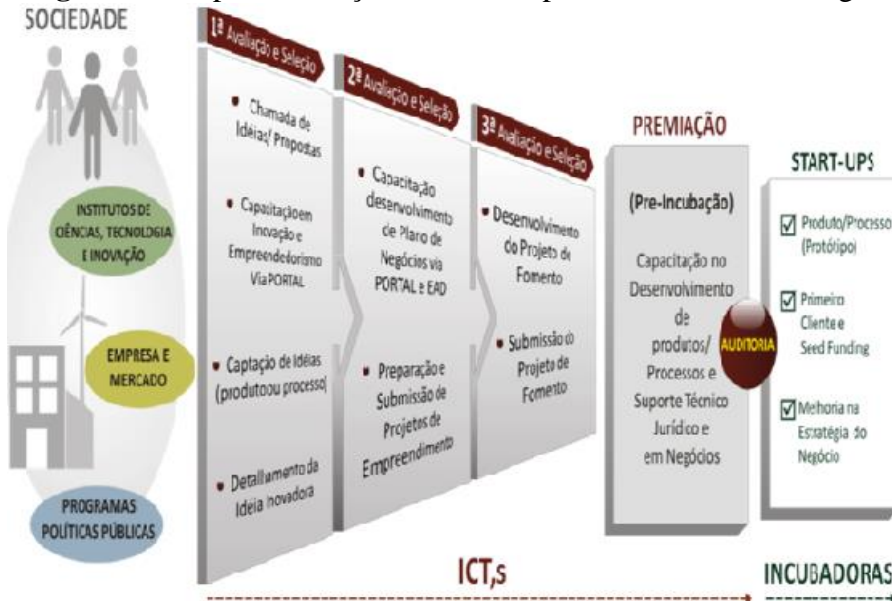 SOCIEDADE
INSTITUTOS DE
CIÊNCIAS, TECNOLOGIA
E INOVAÇÃO
EMPRESA E
MERCADO
PROGRAMAS
POLÍTICAS PÚBLICAS
1ª Avaliação e Seleção
Chamada de
Idéias/ Propostas
Capacitação em
Inovação e
Empreendedorismo
Via PORTAL
Captação de Idéias
(produto ou processo)
Detalhamento da
Ideia Inovadora
2ª Avaliação e Seleção
Capacitação
desenvolvimento
de Plano de
Negócios via
PORTAL e EAD
Preparação e
Submissão de
Projetos de
Empreendimento
3ª Avaliação e Seleção
Desenvolvimento
do Projeto de
Fomento
Submissão do
Projeto de
Fomento
PREMIAÇÃO
(Pre-Incubação)
Capacitação no
Desenvolvimento
de
produtos/
Processos e
Suporte Técnico
Jurídico e
em Negócios
AUDITORIA
START-UPS
Produto/Processo
(Protótipo)
Primeiro
Cliente e
Seed Funding
Melhoria na
Estratégia do
Negócio
ICT,s
INCUBADORAS